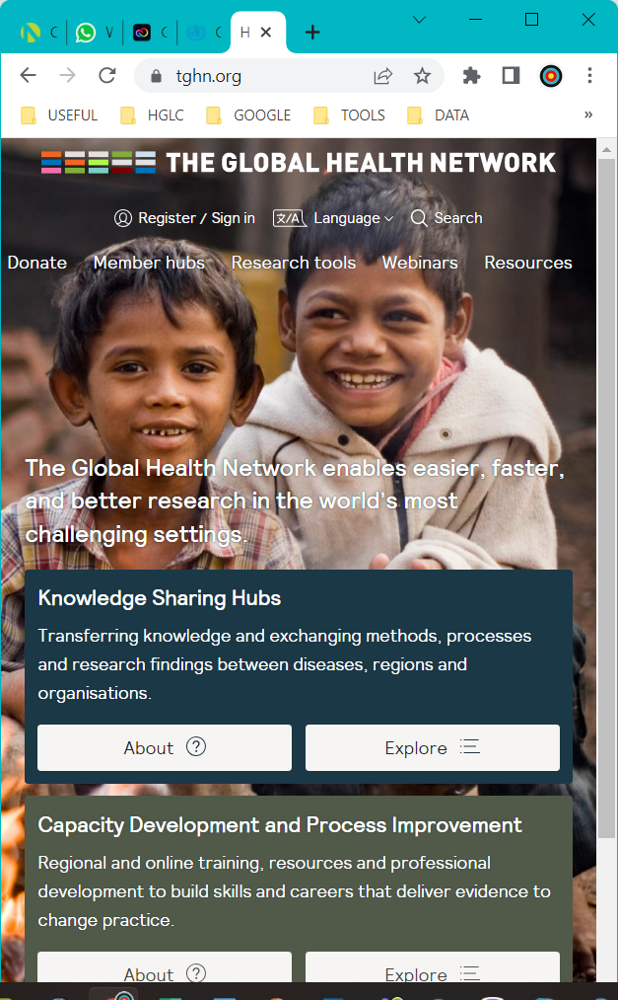 C
V
C
C
H
tghn.org
USEFUL
HGLC
GOOGLE
TOOLS
DATA
»
THE GLOBAL HEALTH NETWORK
Register / Sign in
文/A
Language
Search
Donate
Member hubs
Research tools
Webinars
Resources
The Global Health Network enables easier, faster,
and better research in the world's most
challenging settings.
Knowledge Sharing Hubs
Transferring knowledge and exchanging methods, processes
and research findings between diseases, regions and
organisations.
About ?
Explore
Capacity Development and Process Improvement
Regional and online training, resources and professional
development to build skills and careers that deliver evidence to
change practice.
About ?
Explore